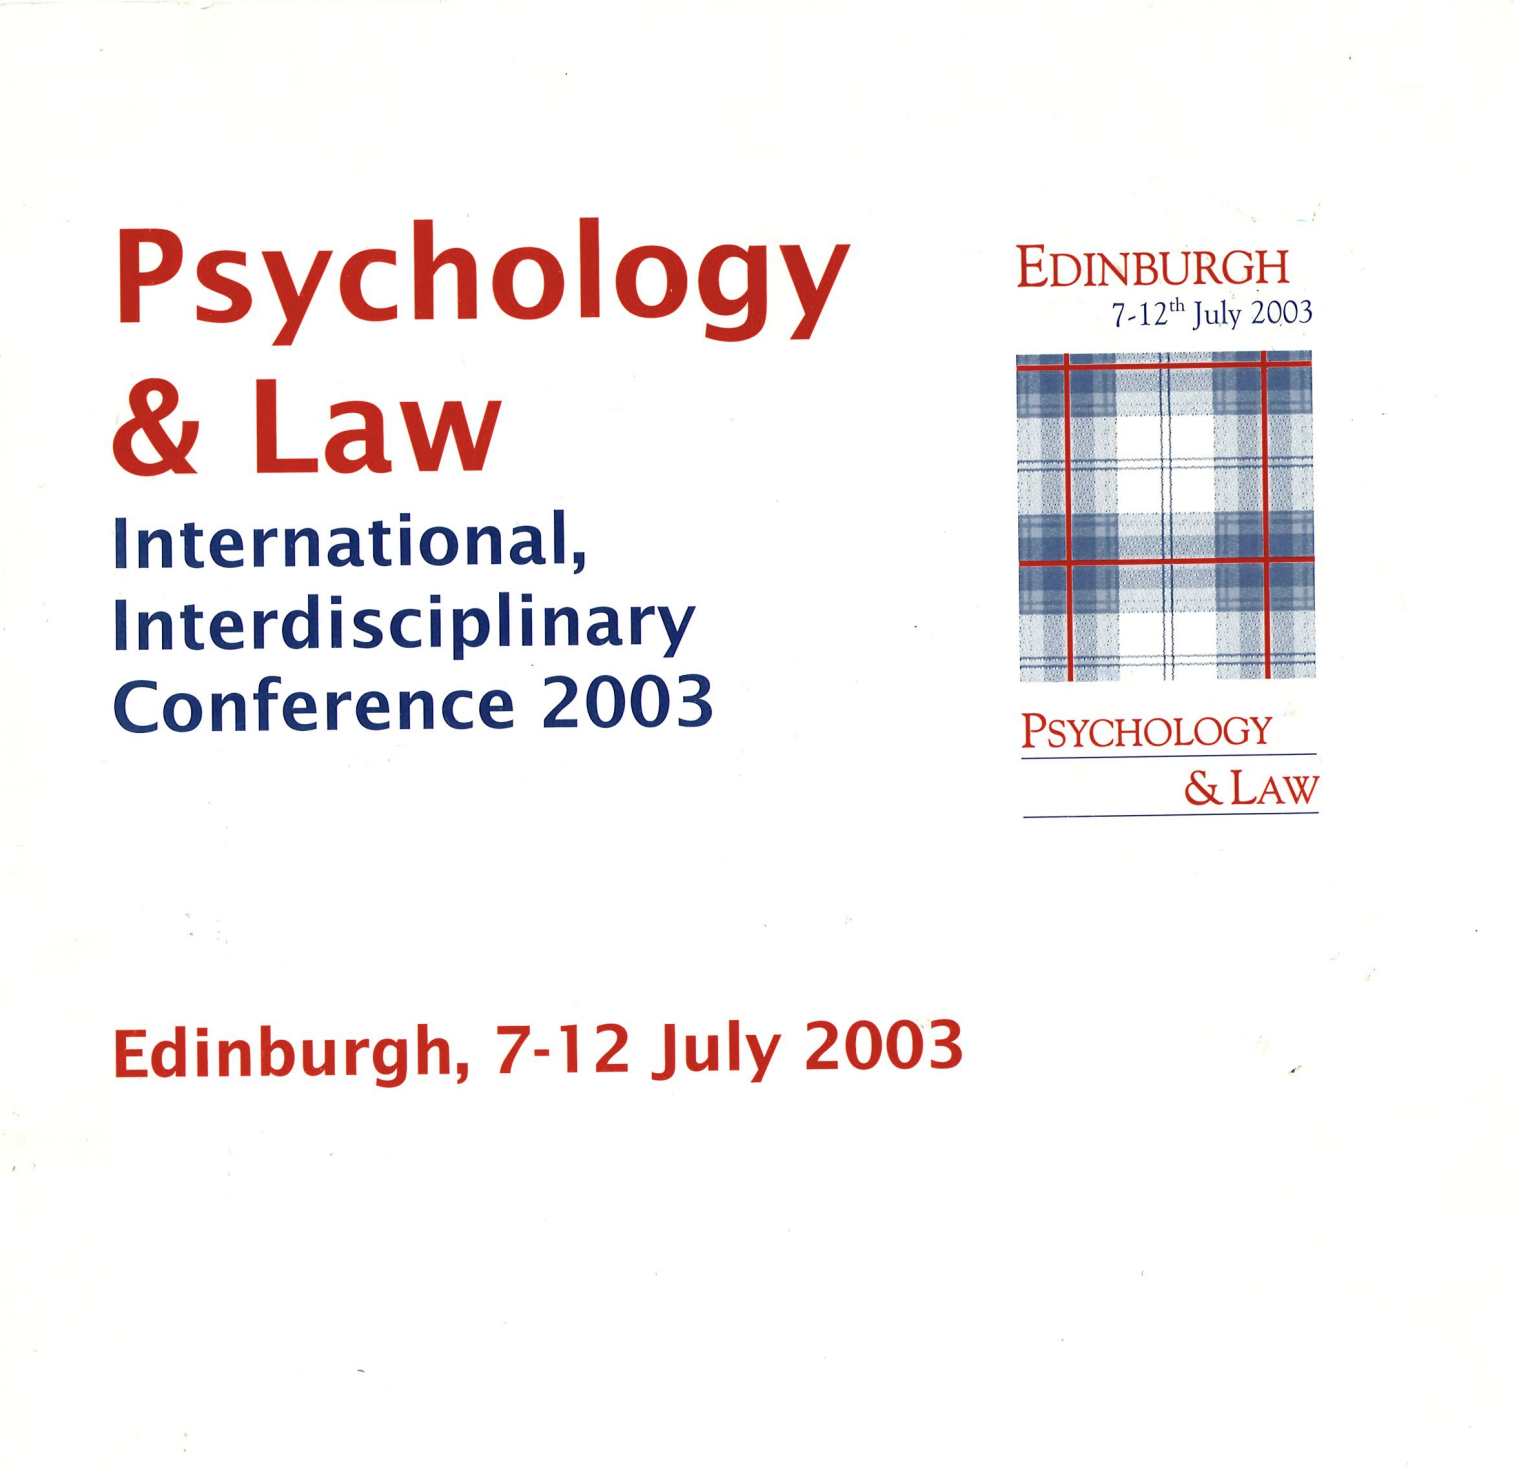 Psychology
& Law
International,
Interdisciplinary
Conference 2003
Edinburgh, 7-12 July 2003
EDINBURGH
7-12th July 2003
PSYCHOLOGY
& LAW